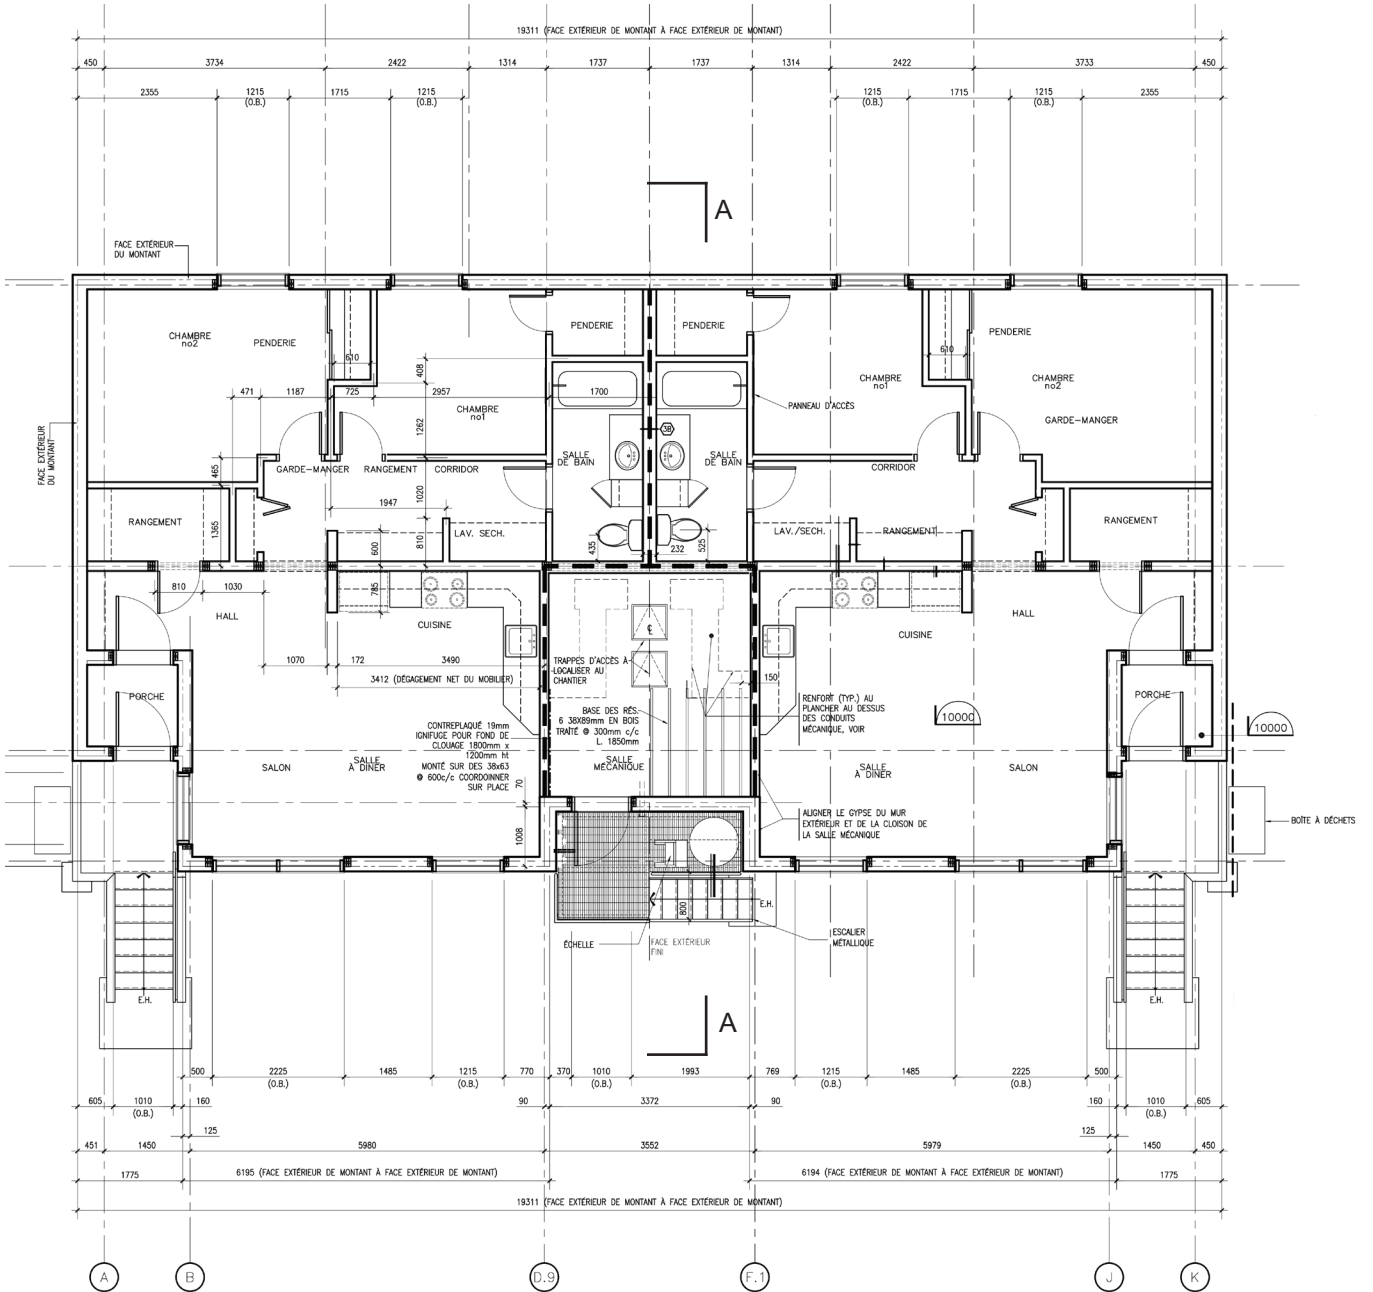 19311 (FACE EXTÉRIEUR DE MONTANT À FACE EXTÉRIEUR DE MONTANT)
450 3734 2422 1314 1737 1737 1314 2422 3733 450
2355 1215 1715 1215 1215 1715 1215 2355
(O.B.) (O.B.) (O.B.) (O.B.)
A
FACE EXTÉRIEUR
DU MONTANT
FACE EXTÉRIEUR
DU MONTANT
CHAMBRE
no2
PENDERIE
PENDERIE
PENDERIE
PENDERIE
610
408
610
471 1187 725 2957 1700
CHAMBRE
no1
CHAMBRE
no1
CHAMBRE
no2
PANNEAU D'ACCÈS
GARDE-MANGER
1262
3B
SALLE
DE BAIN
SALLE
DE BAIN
465
GARDE-MANGER RANGEMENT CORRIDOR
CORRIDOR
1020
1947
RANGEMENT
1365
600
810
LAV. SECH.
435
232
525
LAV./SECH.
RANGEMENT
RANGEMENT
810 1030
785
HALL
CUISINE
CUISINE
HALL
1070 172 3490
3412 (DÉGAGEMENT NET DU MOBILIER)
TRAPPES D'ACCÈS À
LOCALISER AU
CHANTIER
150
PORCHE
PORCHE
BASE DES RÉS.
6 38X89mm EN BOIS
TRAITÉ @ 300mm c/c
L. 1850mm
RENFORT (TYP.) AU
PLANCHER AU DESSUS
DES CONDUITS
MÉCANIQUE, VOIR
10000
10000
CONTREPLAQUÉ 19mm
IGNIFUGE POUR FOND DE
CLOUAGE 1800mm x
1200mm ht
MONTÉ SUR DES 38x63
@ 600c/c COORDOINNER
SUR PLACE
SALON
SALLE
À DINER
SALLE
MÉCANIQUE
SALLE
À DINER
SALON
70
1008
ALIGNER LE GYPSE DU MUR
EXTÉRIEUR ET DE LA CLOISON DE
LA SALLE MÉCANIQUE
BOÎTE À DÉCHETS
800
E.H.
ÉCHELLE
FACE EXTÉRIEUR
FINI
ESCALIER
MÉTALLIQUE
E.H.
E.H.
A
500 2225 1485 1215 770 370 1010 1993 769 1215 1485 2225 500
(O.B.) (O.B.) (O.B.) (O.B.) (O.B.)
605 1010 160 90 3372 90 160 1010 605
(O.B.) (O.B.)
125 125
451 1450 5980 3552 5979 1450 450
1775 6195 (FACE EXTÉRIEUR DE MONTANT À FACE EXTÉRIEUR DE MONTANT) 6194 (FACE EXTÉRIEUR DE MONTANT À FACE EXTÉRIEUR DE MONTANT) 1775
19311 (FACE EXTÉRIEUR DE MONTANT À FACE EXTÉRIEUR DE MONTANT)
A B D.9 F.1 J K